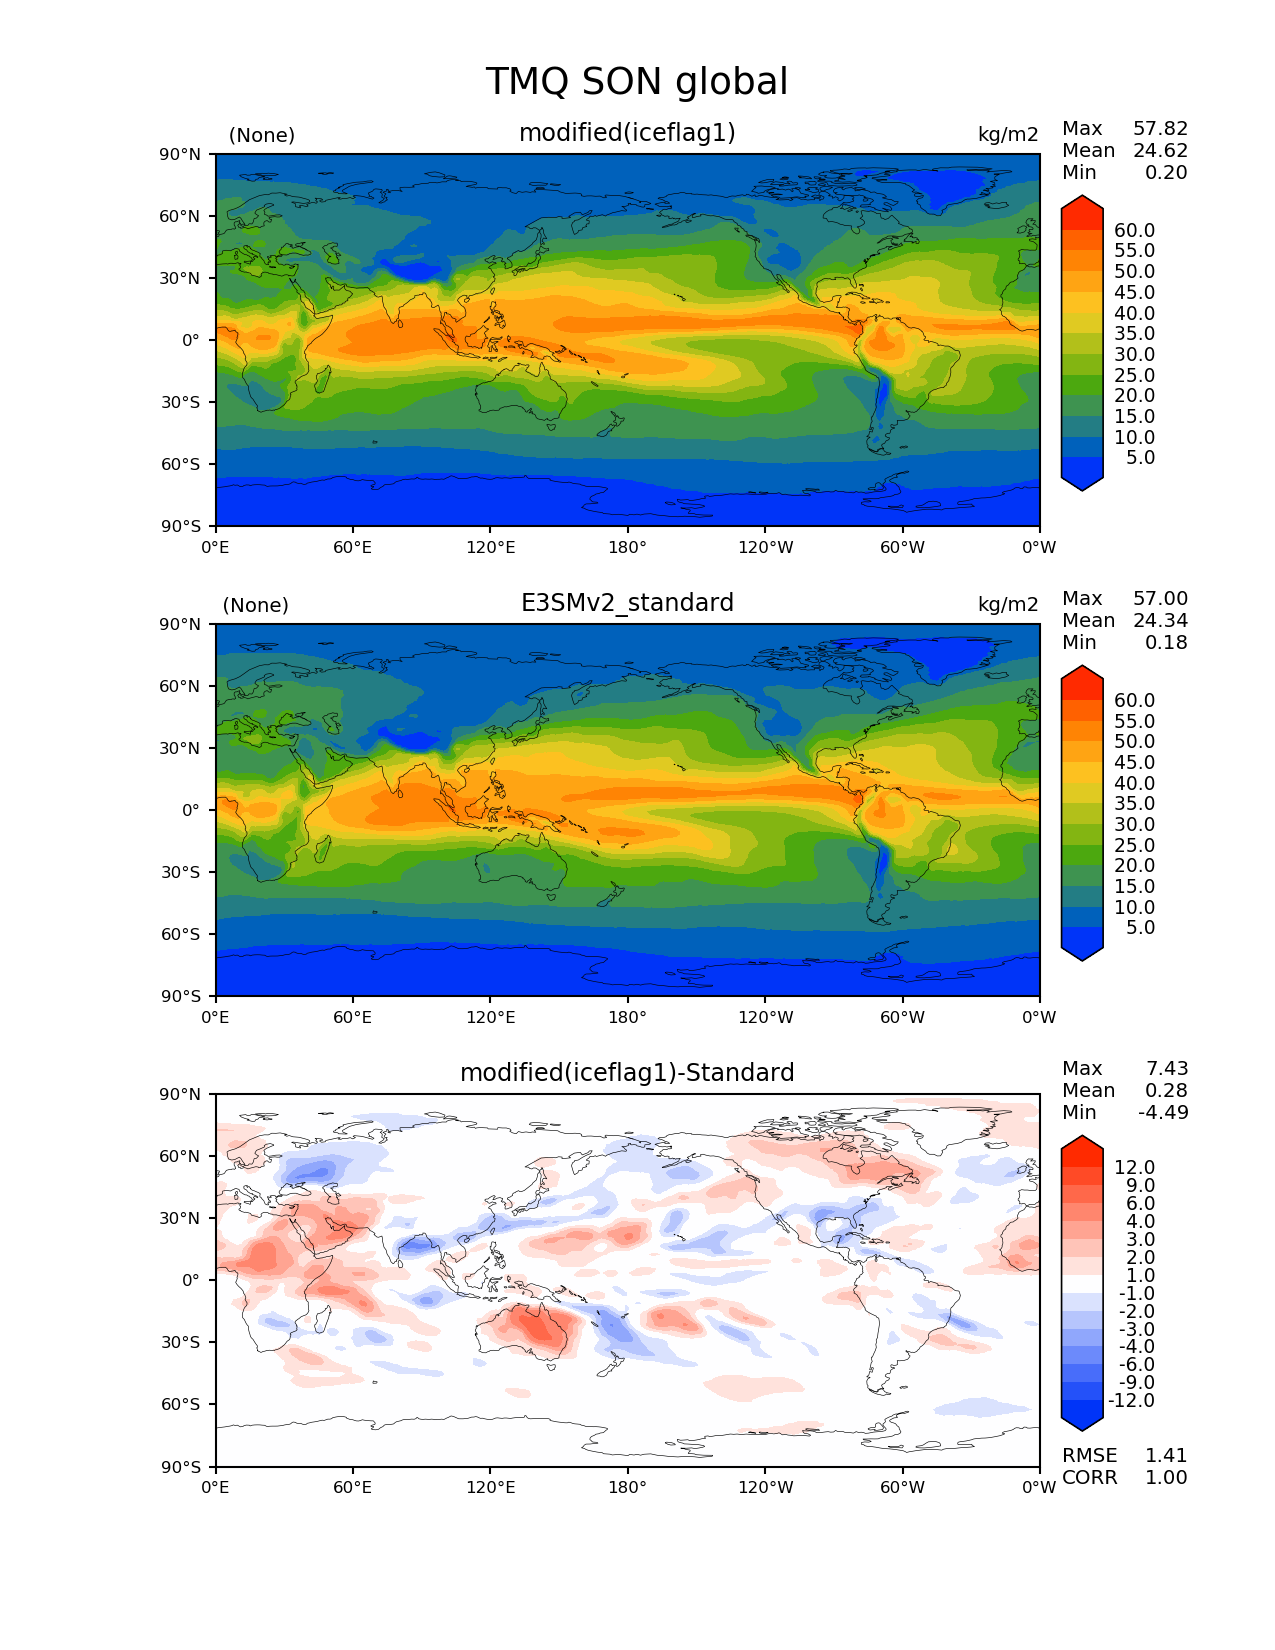 TMQ SON global
(None) modified(iceflag1) kg/m2
Max 57.82
Mean 24.62
Min 0.20
90°N
60°N
30°N
0°
30°S
60°S
90°S
0°E 60°E 120°E 180° 120°W 60°W 0°W
60.0
55.0
50.0
45.0
40.0
35.0
30.0
25.0
20.0
15.0
10.0
5.0
(None) E3SMv2_standard kg/m2
Max 57.00
Mean 24.34
Min 0.18
90°N
60°N
30°N
0°
30°S
60°S
90°S
0°E 60°E 120°E 180° 120°W 60°W 0°W
60.0
55.0
50.0
45.0
40.0
35.0
30.0
25.0
20.0
15.0
10.0
5.0
modified(iceflag1)-Standard
Max 7.43
Mean 0.28
Min -4.49
90°N
60°N
30°N
0°
30°S
60°S
90°S
0°E 60°E 120°E 180° 120°W 60°W 0°W
12.0
9.0
6.0
4.0
3.0
2.0
1.0
-1.0
-2.0
-3.0
-4.0
-6.0
-9.0
-12.0
RMSE 1.41
CORR 1.00